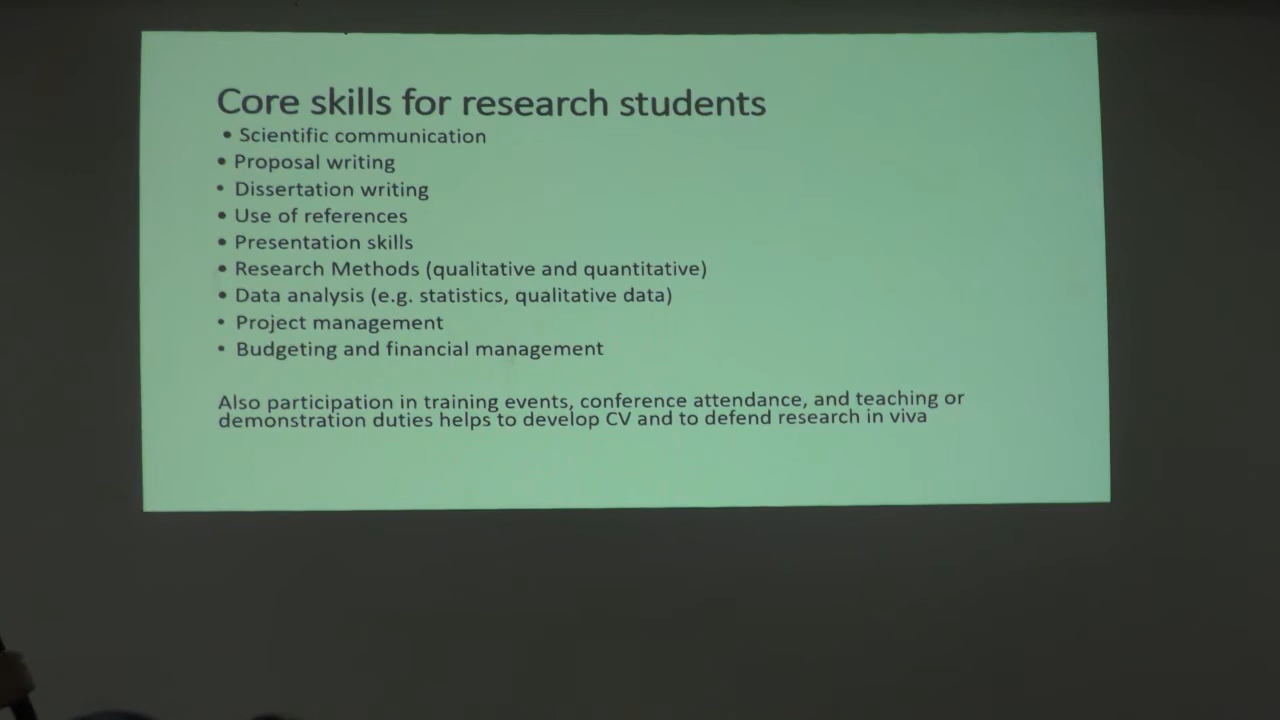 Core skills for research students
• Scientific communication
• Proposal writing
• Dissertation writing
• Use of references
• Presentation skills
• Research Methods (qualitative and quantitative)
• Data analysis (e.g. statistics, qualitative data)
• Project management
• Budgeting and financial management
Also participation in training events, conference attendance, and teaching or
demonstration duties helps to develop CV and to defend research in viva